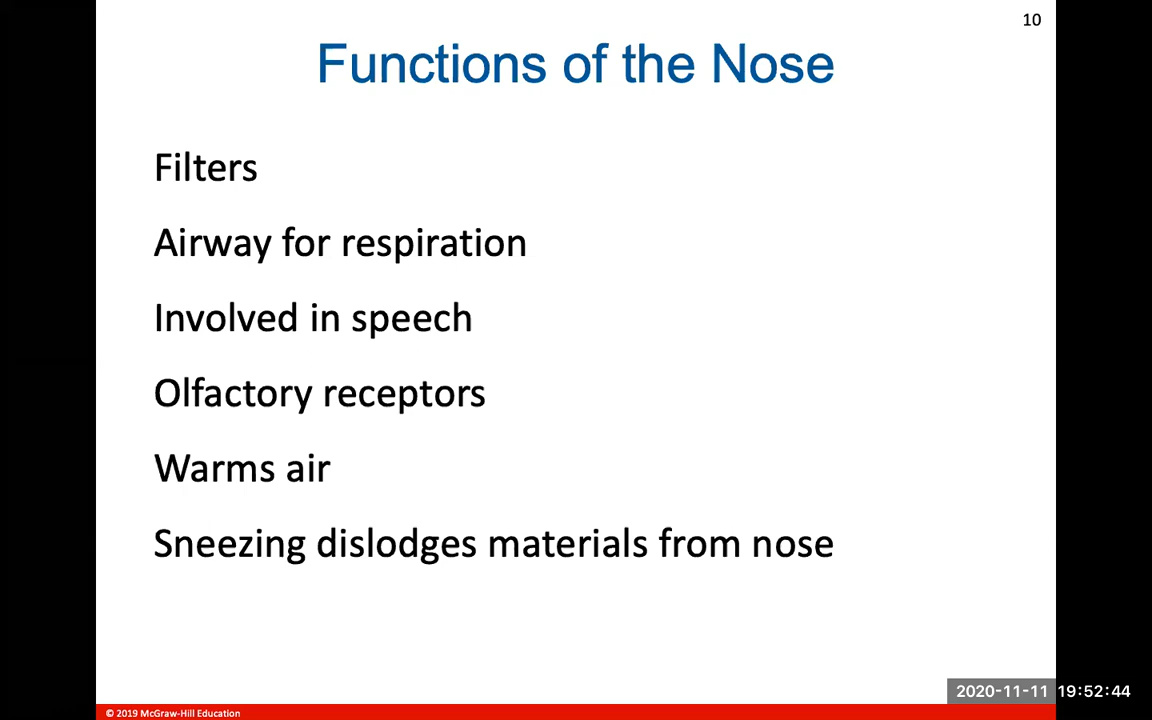 10
Functions of the Nose
Filters
Airway for respiration
Involved in speech
Olfactory receptors
Warms air
Sneezing dislodges materials from nose
2020-11-11 19:52:44
© 2019 McGraw-Hill Education